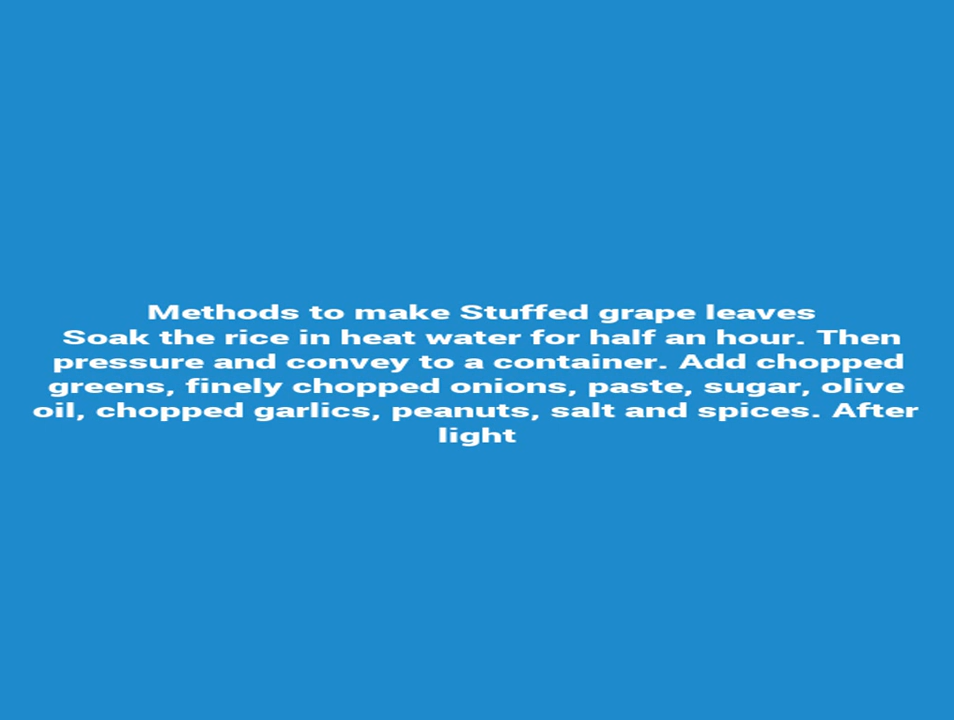 Methods to make Stuffed grape leaves
Soak the rice in heat water for half an hour. Then
pressure and convey to a container. Add chopped
greens, finely chopped onions, paste, sugar, olive
oil, chopped garlics, peanuts, salt and spices. After
light